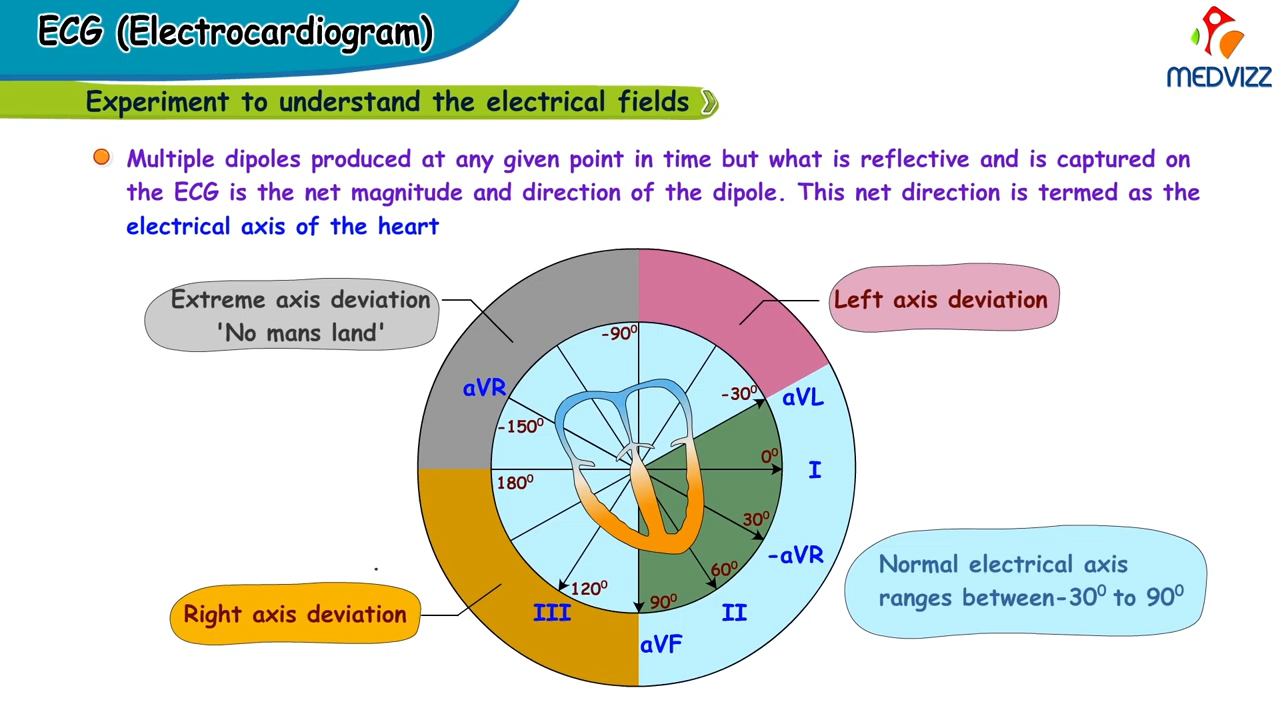 ECG (Electrocardiogram)
MEDVIZZ
Experiment to understand the electrical fields
Multiple dipoles produced at any given point in time but what is reflective and is captured on
the ECG is the net magnitude and direction of the dipole. This net direction is termed as the
electrical axis of the heart
Extreme axis deviation
'No mans land'
Left axis deviation
-90⁰
aVR
-30⁰
aVL
-150⁰
0⁰
I
180⁰
30⁰
-aVR
60⁰
120⁰
90⁰
III
II
aVF
Right axis deviation
Normal electrical axis
ranges between-30⁰ to 90⁰